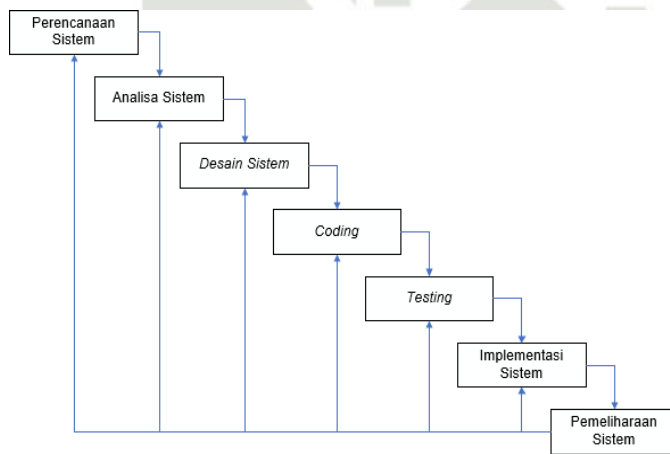 Perencanaan
Sistem
Analisa Sistem
Desain Sistem
Coding
Testing
Implementasi
Sistem
Pemeliharaan
Sistem